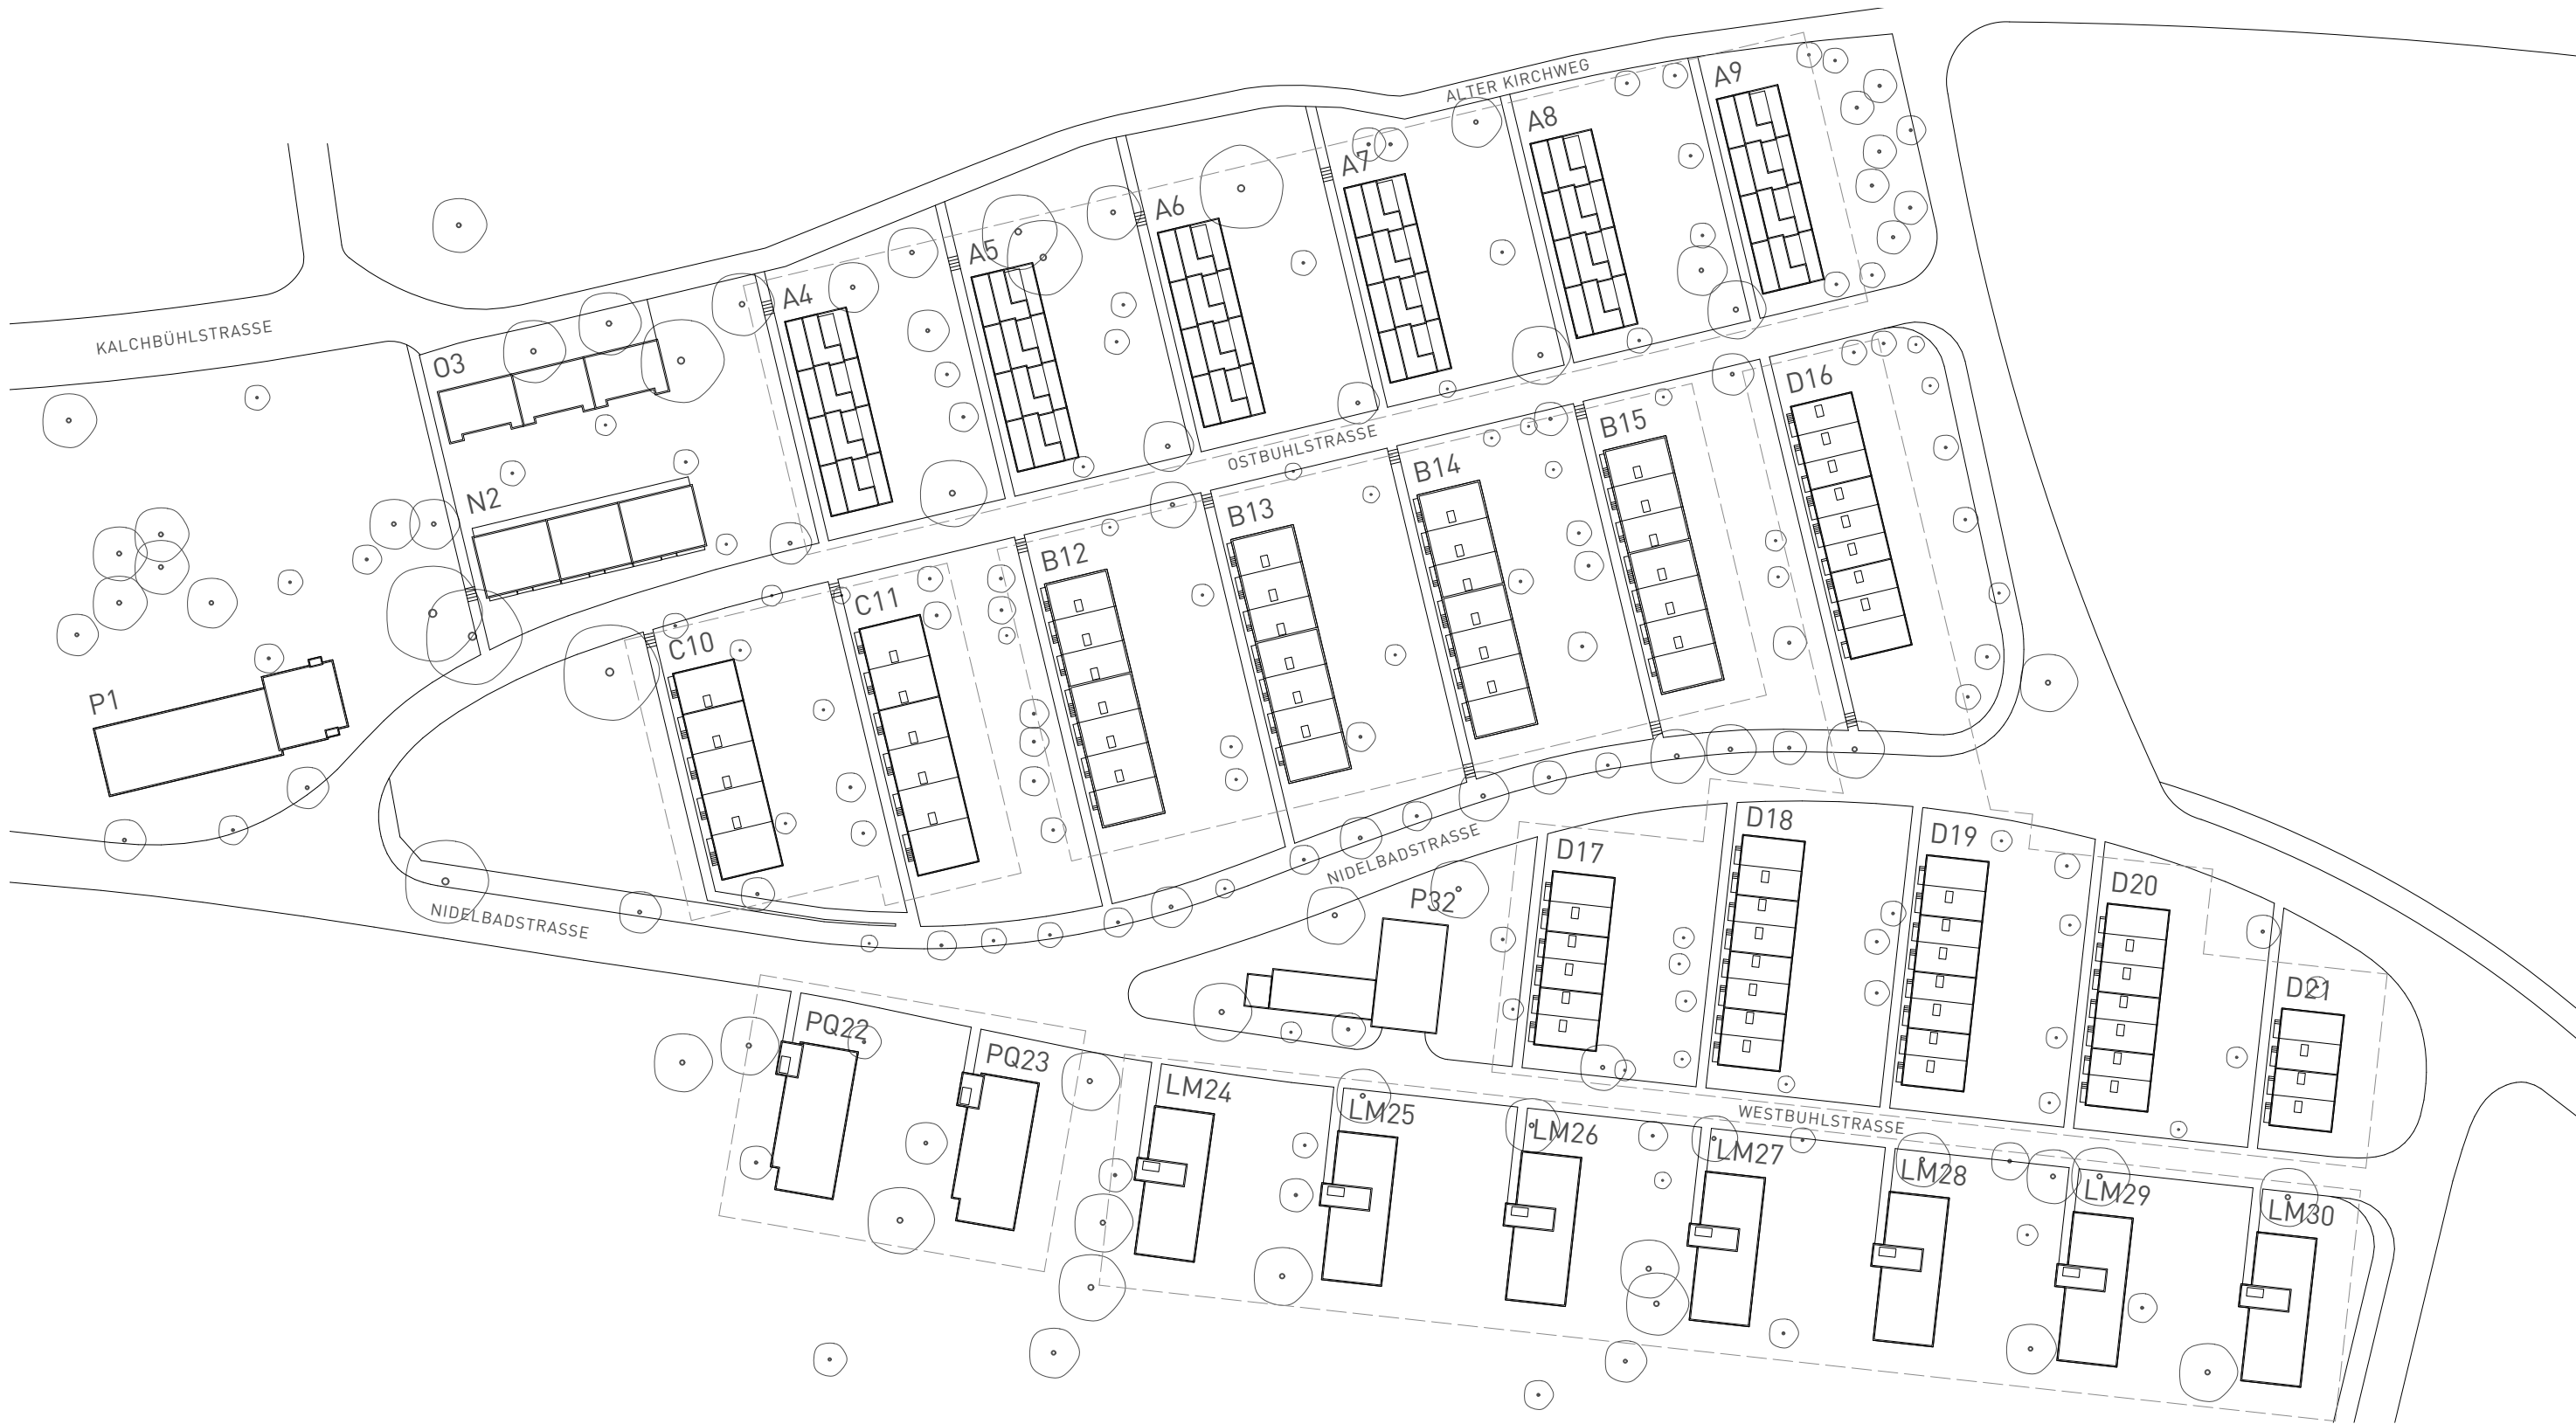 ALTER KIRCHWEG
A9
A8
A7
A6
A5
A4
KALCHBÜHLSTRASSE
O3
N2
OSTBUHLSTRASSE
D16
B15
B14
B13
B12
C11
C10
P1
NIDELBADSTRASSE
NIDELBADSTRASSE
P32
D17
D18
D19
D20
D21
PQ22
PQ23
WESTBUHLSTRASSE
LM24
LM25
LM26
LM27
LM28
LM29
LM30